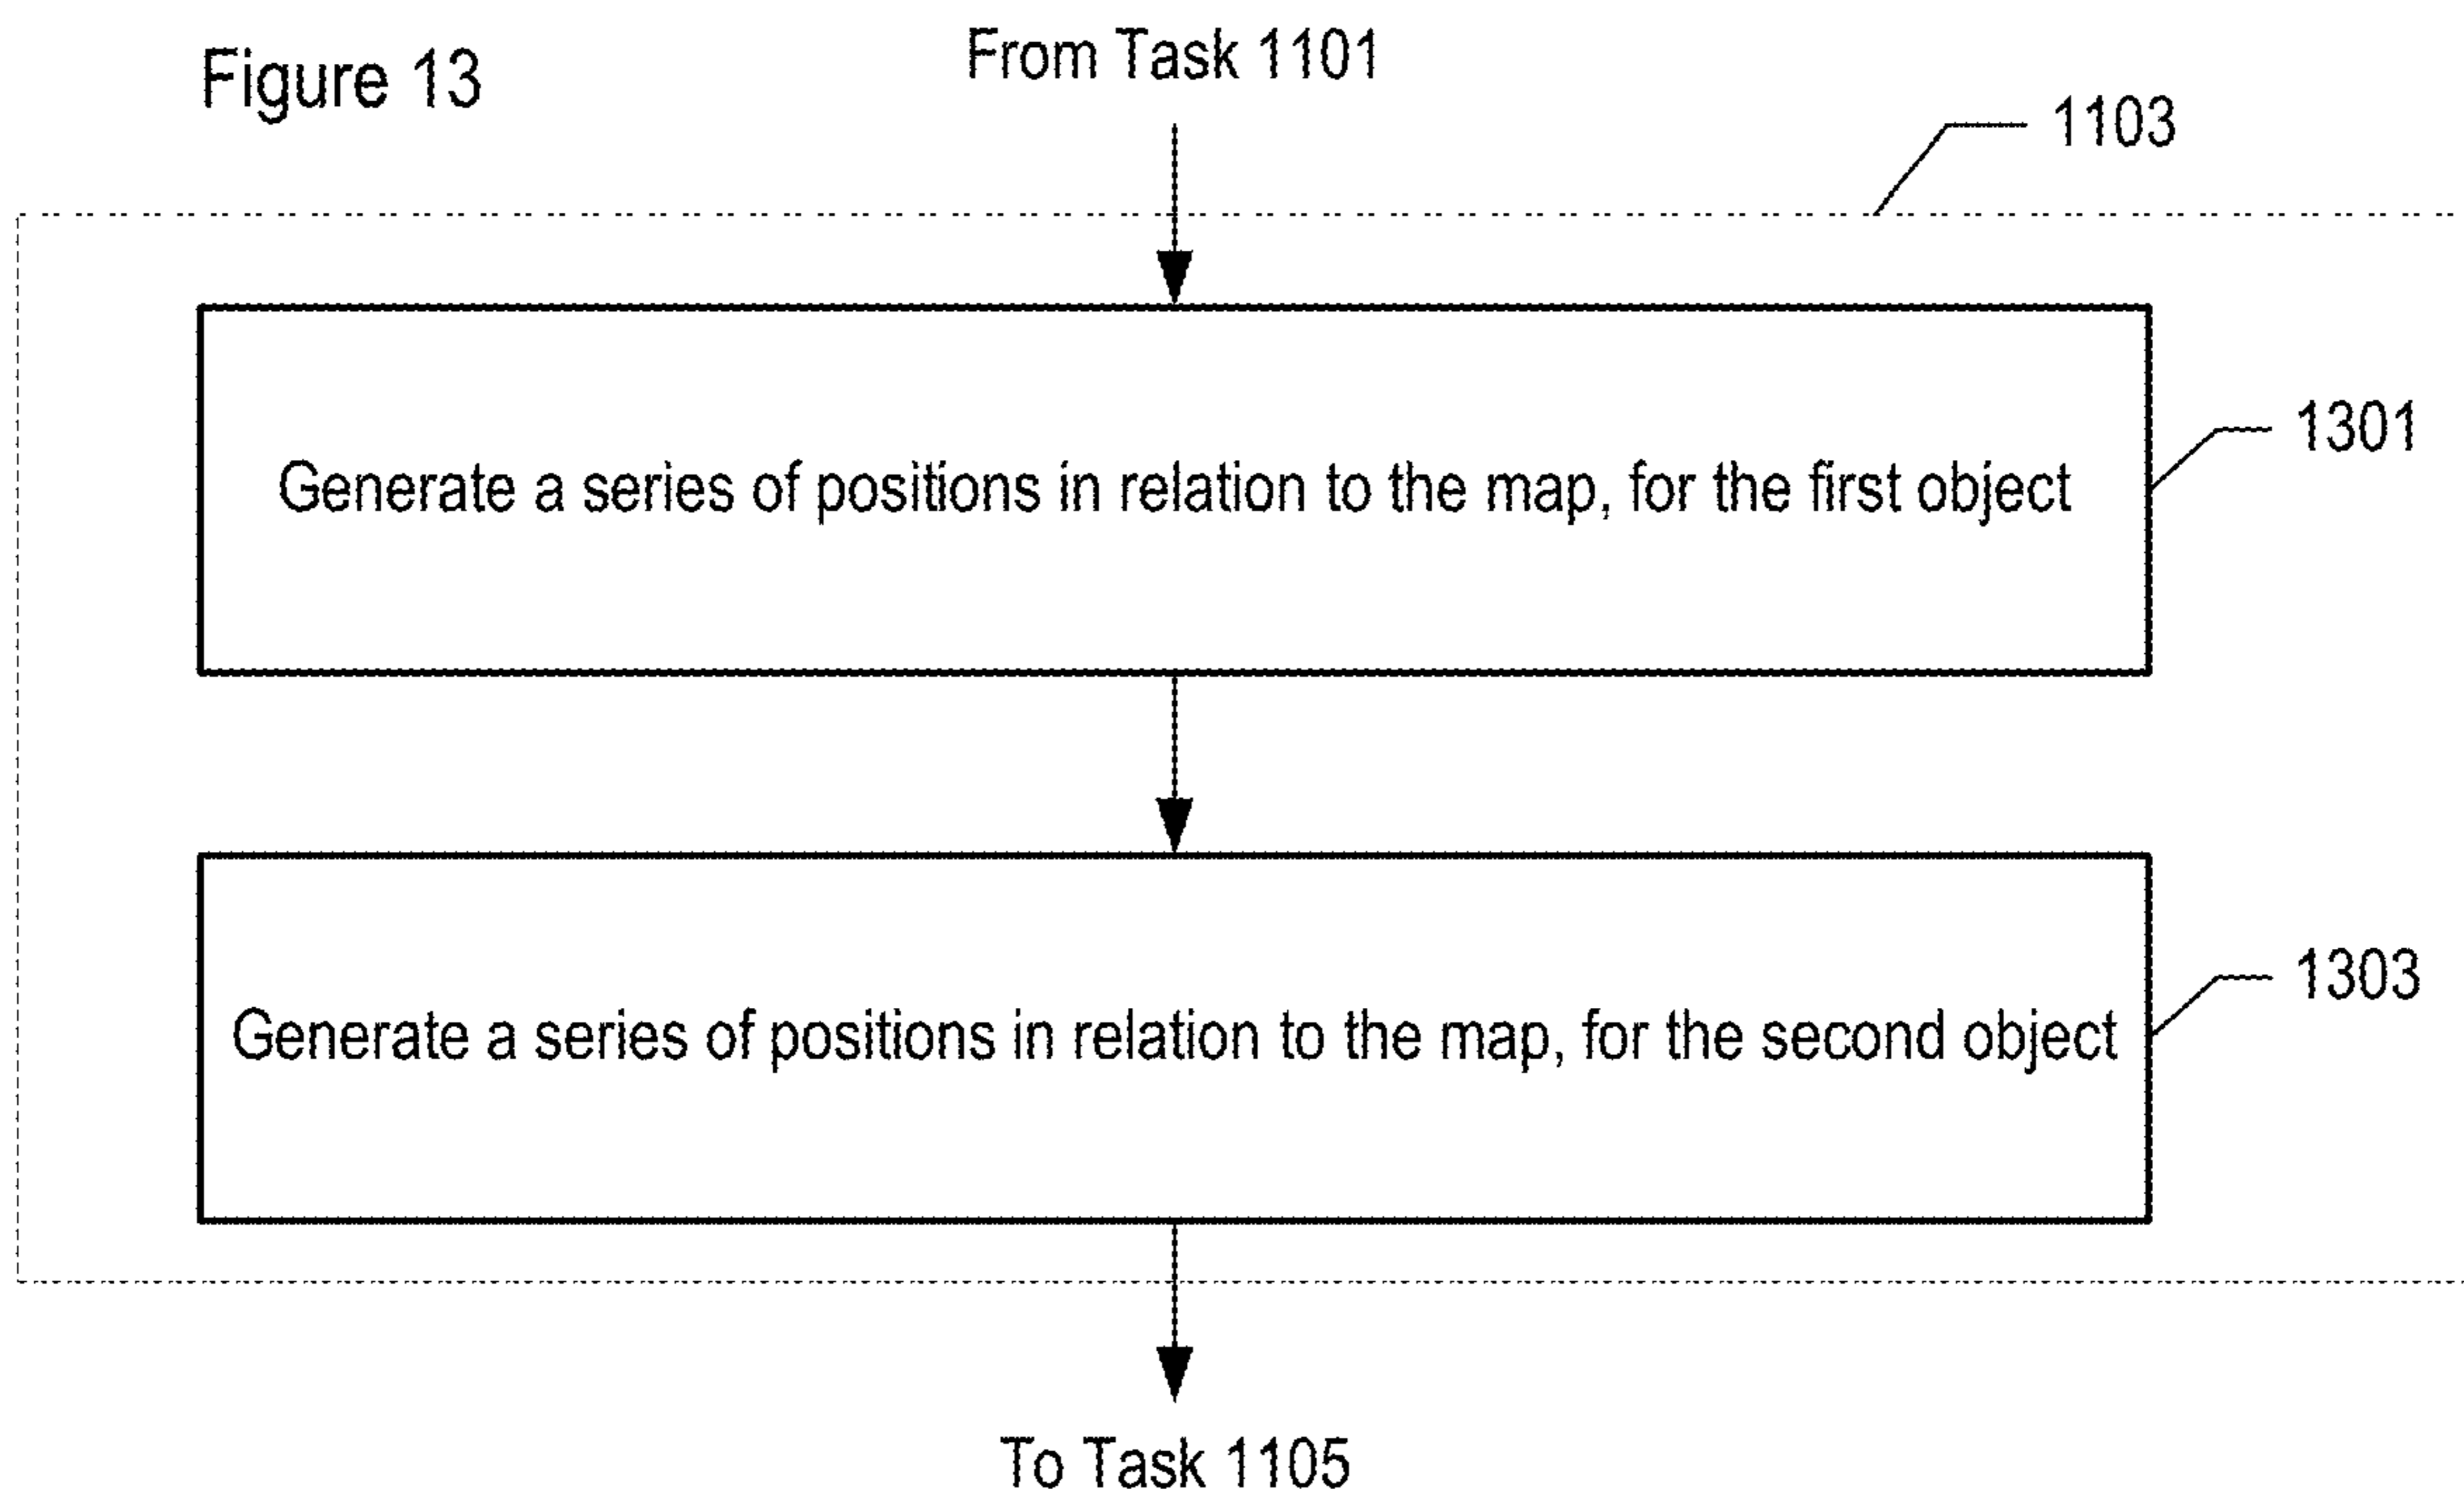 Figure 13
From Task 1101
1103
Generate a series of positions in relation to the map, for the first object
1301
Generate a series of positions in relation to the map, for the second object
1303
To Task 1105